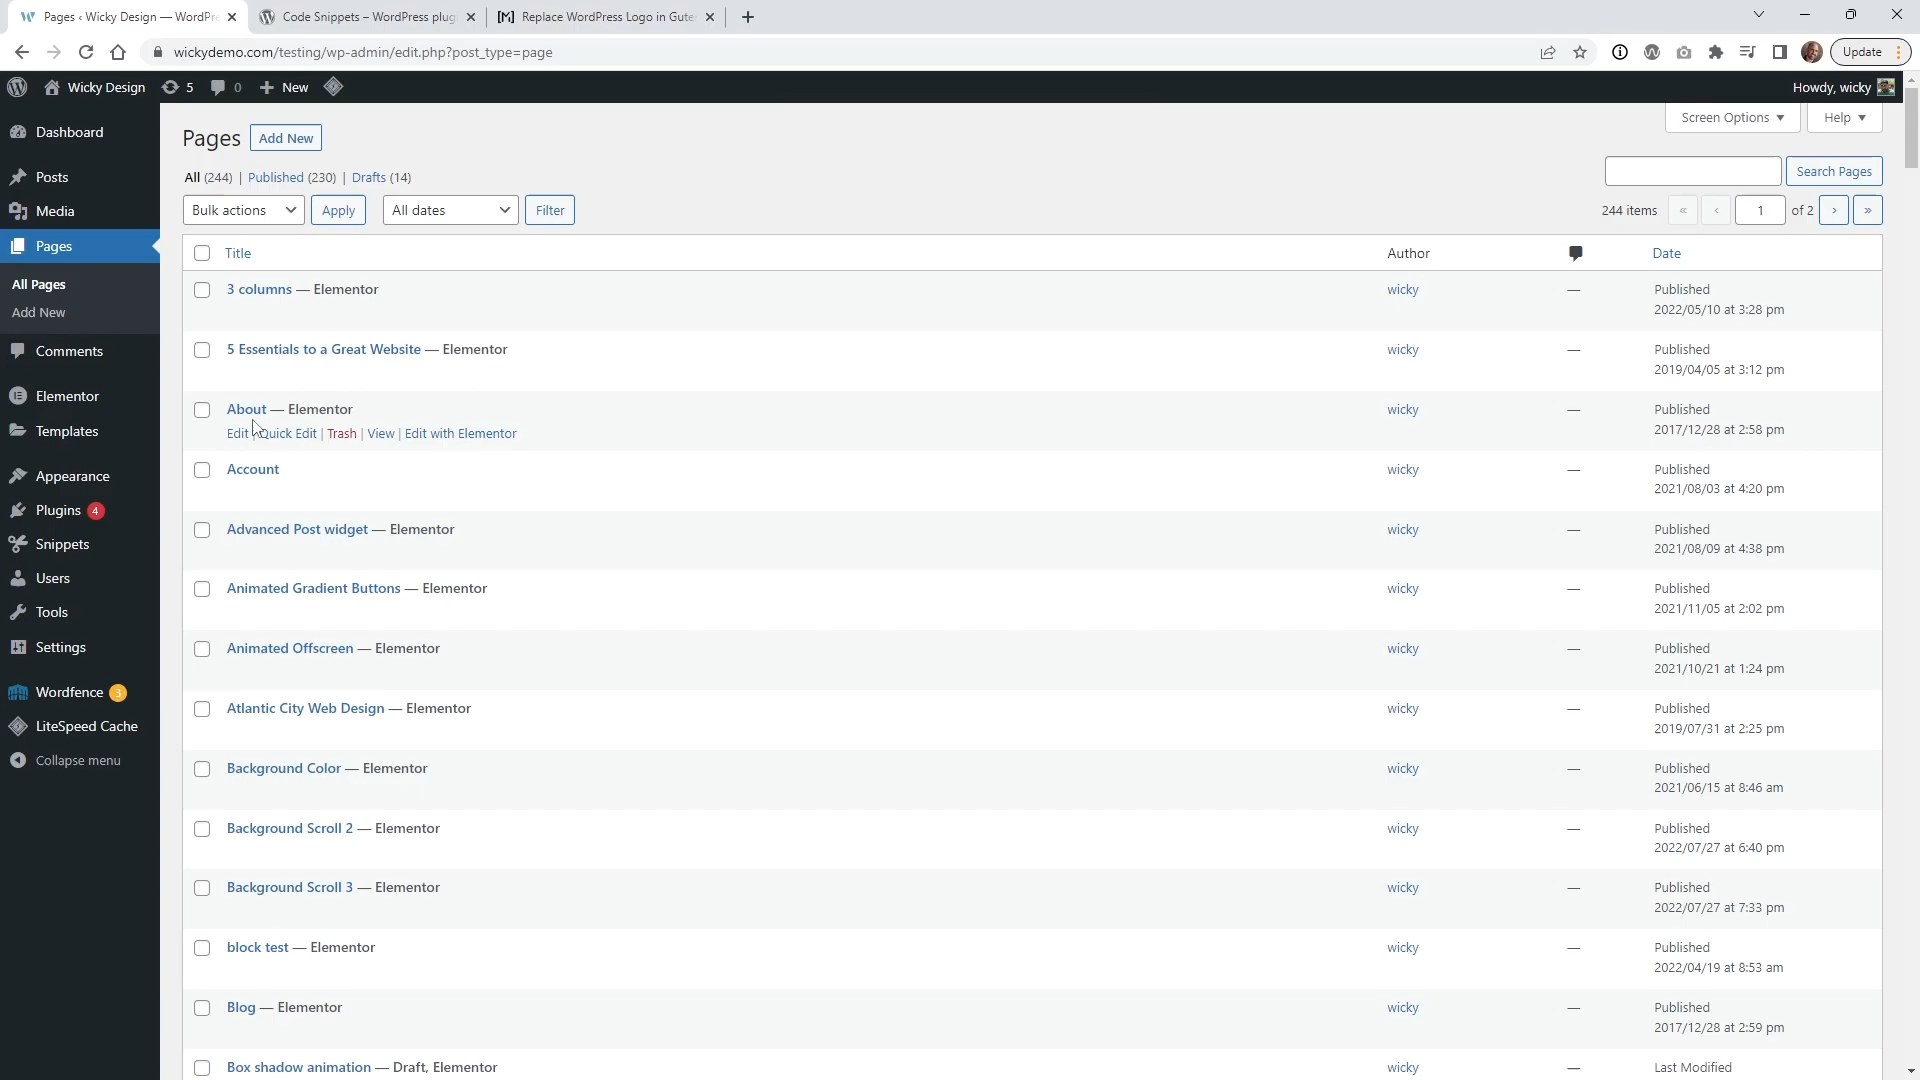 Pages ‹ Wicky Design — WordPr
Code Snippets – WordPress plug
[M] Replace WordPress Logo in Gute
wickydemo.com/testing/wp-admin/edit.php?post_type=page
Update
Wicky Design
5
0
New
Howdy, wicky
Dashboard
Posts
Media
Pages
All Pages
Add New
Comments
Elementor
Templates
Appearance
Plugins 4
Snippets
Users
Tools
Settings
Wordfence 3
LiteSpeed Cache
Collapse menu
Screen Options
Help
Pages Add New
All (244) | Published (230) | Drafts (14)
Search Pages
Bulk actions Apply All dates Filter
244 items « ‹ 1 of 2 › »
Title Author Date
3 columns — Elementor wicky — Published
2022/05/10 at 3:28 pm
5 Essentials to a Great Website — Elementor wicky — Published
2019/04/05 at 3:12 pm
About — Elementor wicky — Published
2017/12/28 at 2:58 pm
Edit | Quick Edit | Trash | View | Edit with Elementor
Account wicky — Published
2021/08/03 at 4:20 pm
Advanced Post widget — Elementor wicky — Published
2021/08/09 at 4:38 pm
Animated Gradient Buttons — Elementor wicky — Published
2021/11/05 at 2:02 pm
Animated Offscreen — Elementor wicky — Published
2021/10/21 at 1:24 pm
Atlantic City Web Design — Elementor wicky — Published
2019/07/31 at 2:25 pm
Background Color — Elementor wicky — Published
2021/06/15 at 8:46 am
Background Scroll 2 — Elementor wicky — Published
2022/07/27 at 6:40 pm
Background Scroll 3 — Elementor wicky — Published
2022/07/27 at 7:33 pm
block test — Elementor wicky — Published
2022/04/19 at 8:53 am
Blog — Elementor wicky — Published
2017/12/28 at 2:59 pm
Box shadow animation — Draft, Elementor wicky — Last Modified